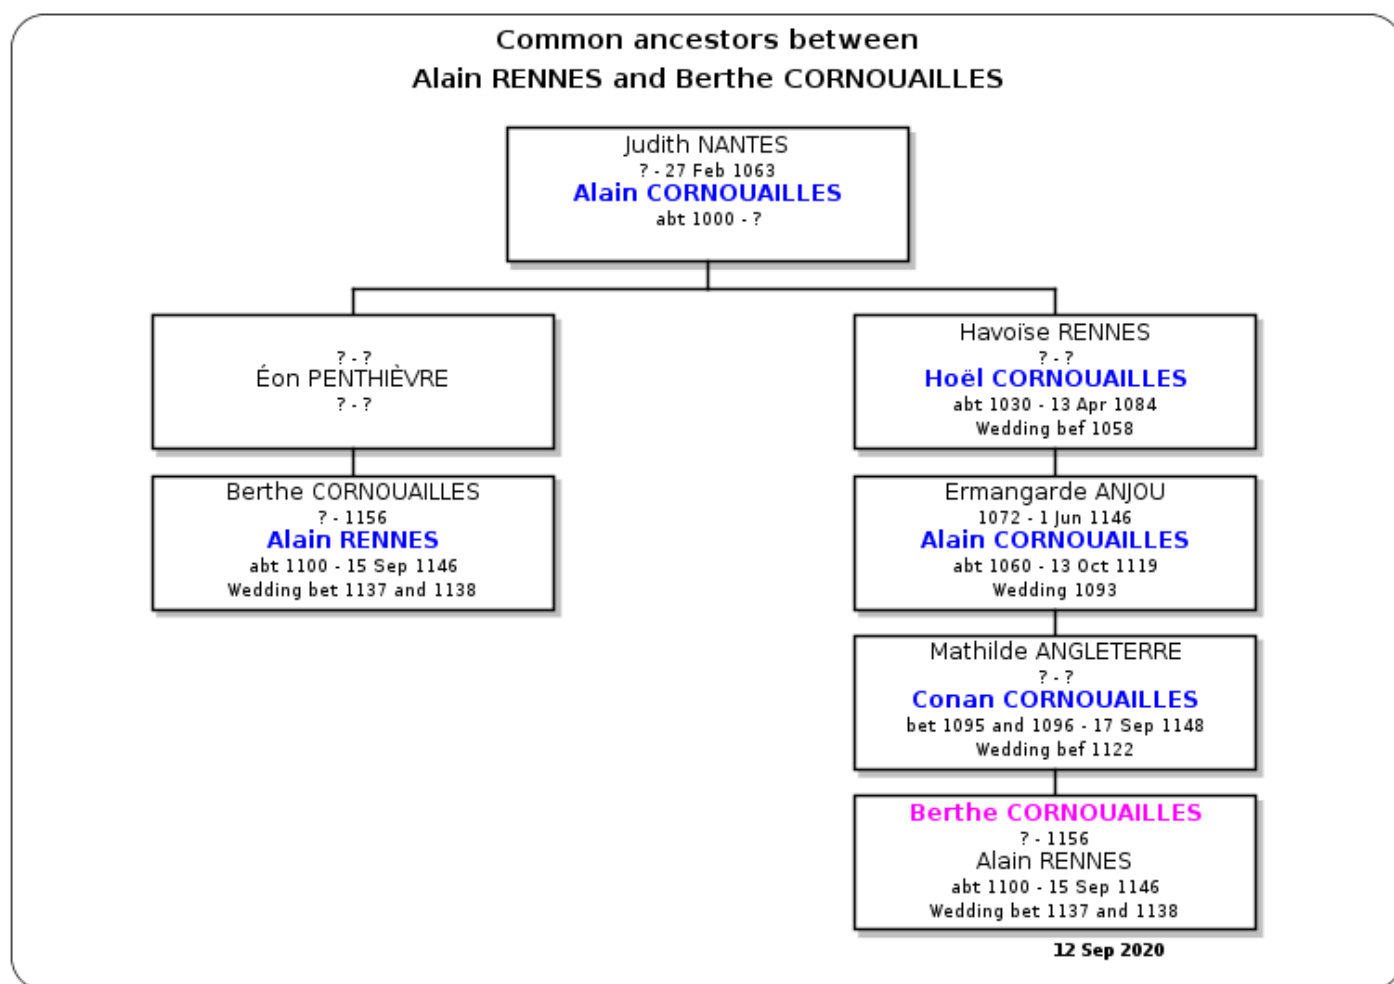 Common ancestors between
Alain RENNES and Berthe CORNOUAILLES
Judith NANTES
? - 27 Feb 1063
Alain CORNOUAILLES
abt 1000 - ?
? - ?
Éon PENTHIÈVRE
? - ?
Havoïse RENNES
? - ?
Hoël CORNOUAILLES
abt 1030 - 13 Apr 1084
Wedding bef 1058
Berthe CORNOUAILLES
? - 1156
Alain RENNES
abt 1100 - 15 Sep 1146
Wedding bet 1137 and 1138
Ermangarde ANJOU
1072 - 1 Jun 1146
Alain CORNOUAILLES
abt 1060 - 13 Oct 1119
Wedding 1093
Mathilde ANGLETERRE
? - ?
Conan CORNOUAILLES
bet 1095 and 1096 - 17 Sep 1148
Wedding bef 1122
Berthe CORNOUAILLES
? - 1156
Alain RENNES
abt 1100 - 15 Sep 1146
Wedding bet 1137 and 1138
12 Sep 2020